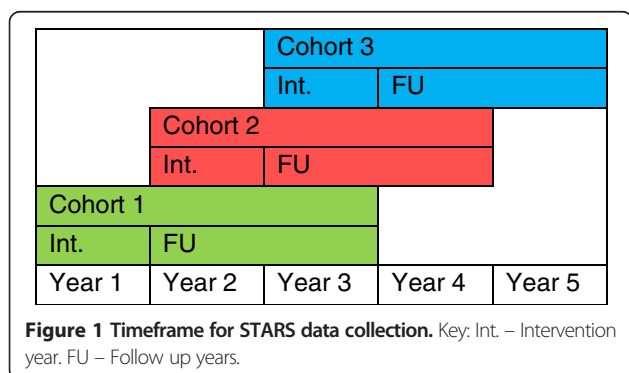 Cohort 3
Int. FU
Cohort 2
Int. FU
Cohort 1
Int. FU
Year 1 Year 2 Year 3 Year 4 Year 5
Figure 1 Timeframe for STARS data collection. Key: Int. – Intervention
year. FU – Follow up years.